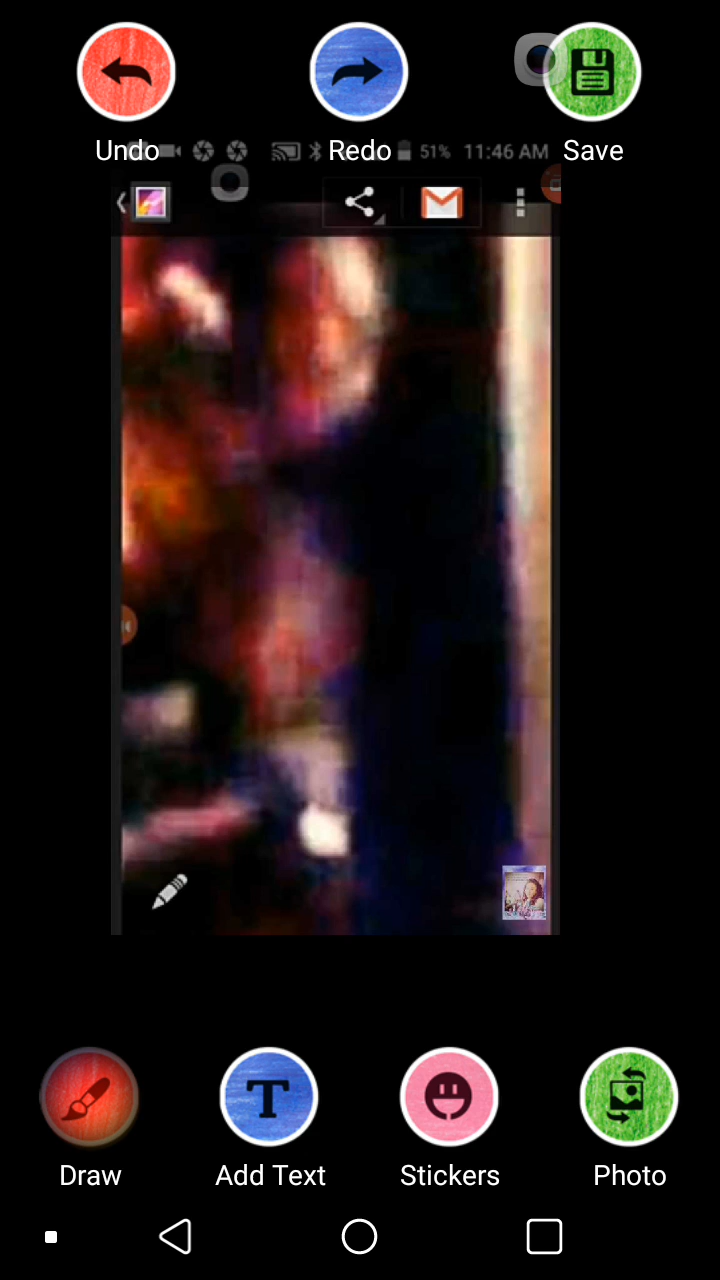 Undo
Redo
Save
51% 11:46 AM
Draw
Add Text
Stickers
Photo